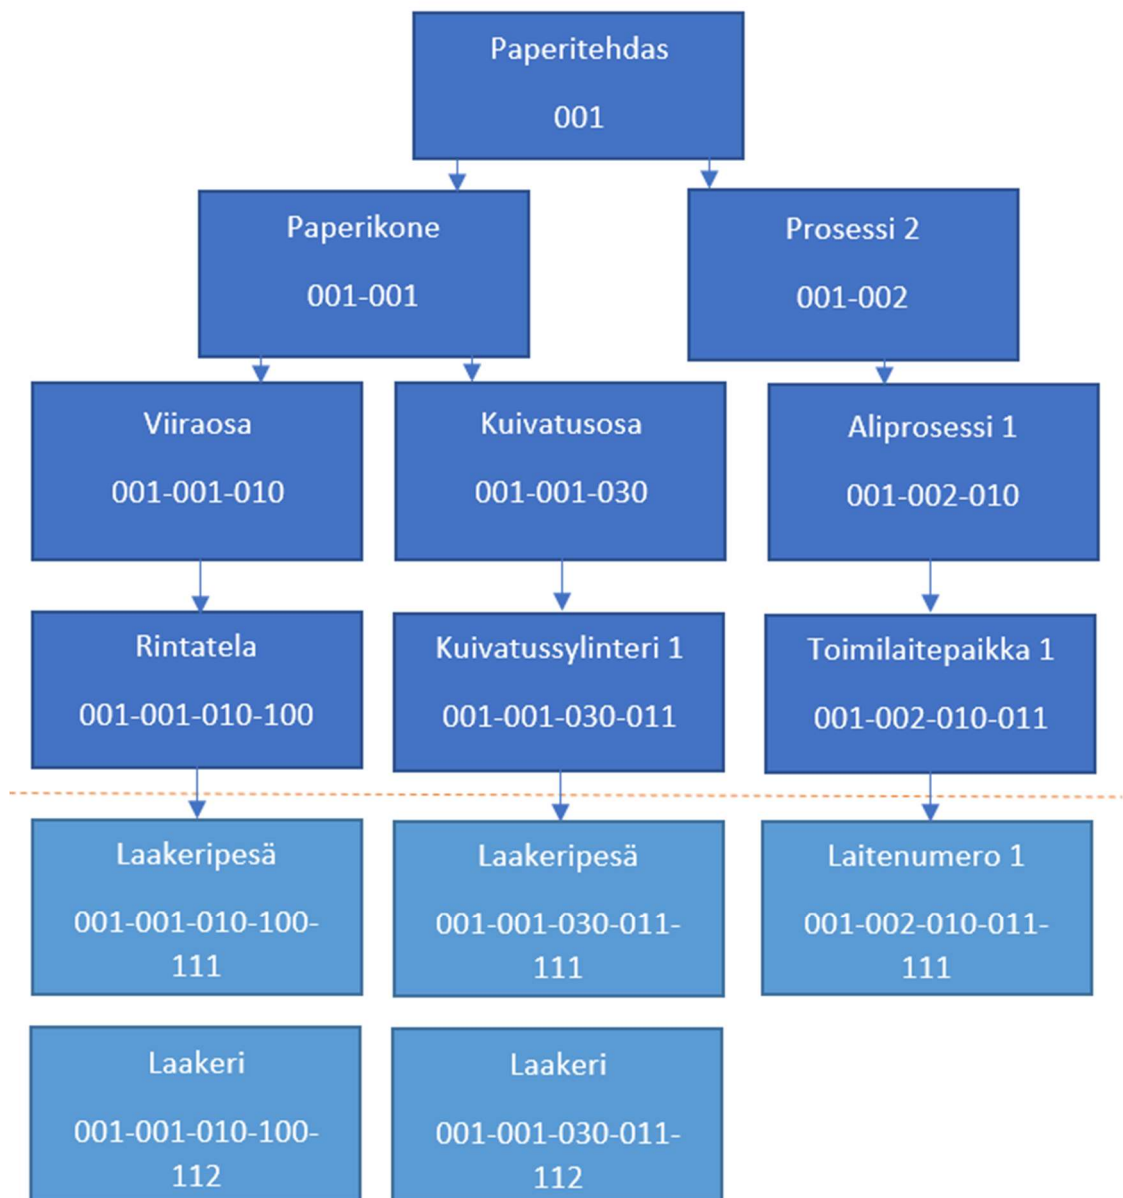 Paperitehdas
001
Paperikone
001-001
Prosessi 2
001-002
Viiraosa
001-001-010
Kuivatusosa
001-001-030
Aliprosessi 1
001-002-010
Rintatela
001-001-010-100
Kuivatussylinteri 1
001-001-030-011
Toimilaitepaikka 1
001-002-010-011
Laakeripesä
001-001-010-100-
111
Laakeripesä
001-001-030-011-
111
Laitenumero 1
001-002-010-011-
111
Laakeri
001-001-010-100-
112
Laakeri
001-001-030-011-
112